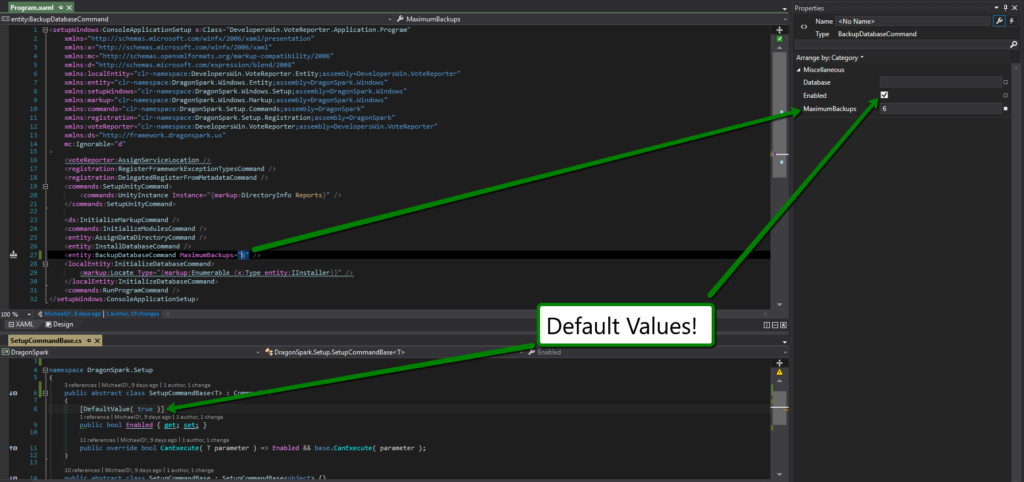 Program.xaml
entity:BackupDatabaseCommand
MaximumBackups
1 <setupWindows:ConsoleApplicationSetup x:Class="DevelopersWin.VoteReporter.Application.Program"
2 xmlns="http://schemas.microsoft.com/winfx/2006/xaml/presentation"
3 xmlns:x="http://schemas.microsoft.com/winfx/2006/xaml"
4 xmlns:mc="http://schemas.openxmlformats.org/markup-compatibility/2006"
5 xmlns:d="http://schemas.microsoft.com/expression/blend/2008"
6 xmlns:localEntity="clr-namespace:DevelopersWin.VoteReporter.Entity;assembly=DevelopersWin.VoteReporter"
7 xmlns:entity="clr-namespace:DragonSpark.Windows.Entity;assembly=DragonSpark.Windows"
8 xmlns:setupWindows="clr-namespace:DragonSpark.Windows.Setup;assembly=DragonSpark.Windows"
9 xmlns:markup="clr-namespace:DragonSpark.Windows.Markup;assembly=DragonSpark.Windows"
10 xmlns:commands="clr-namespace:DragonSpark.Setup.Commands;assembly=DragonSpark"
11 xmlns:registration="clr-namespace:DragonSpark.Setup.Registration;assembly=DragonSpark"
12 xmlns:voteReporter="clr-namespace:DevelopersWin.VoteReporter;assembly=DevelopersWin.VoteReporter"
13 xmlns:ds="http://framework.dragonspark.us"
14 mc:Ignorable="d"
15 >
16 <voteReporter:AssignServiceLocation />
17 <registration:RegisterFrameworkExceptionTypesCommand />
18 <registration:DelegatedRegisterFromMetadataCommand />
19 <commands:SetupUnityCommand>
20 <commands:UnityInstance Instance="{markup:DirectoryInfo Reports}" />
21 </commands:SetupUnityCommand>
22
23 <ds:InitializeMarkupCommand />
24 <commands:InitializeModulesCommand />
25 <entity:AssignDataDirectoryCommand />
26 <entity:InstallDatabaseCommand />
27 <entity:BackupDatabaseCommand MaximumBackups="6" />
28 <localEntity:InitializeDatabaseCommand>
29 <markup:Locate Type="{markup:Enumerable {x:Type entity:IInstaller}}" />
30 </localEntity:InitializeDatabaseCommand>
31 <commands:RunProgramCommand />
32 </setupWindows:ConsoleApplicationSetup>
100 %
MichaelD!, 8 days ago | 1 author, 19 changes
XAML Design
SetupCommandBase.cs
DragonSpark
DragonSpark.Setup.SetupCommandBase<T>
Enabled
3
4 namespace DragonSpark.Setup
5 {
3 references | MichaelD!, 9 days ago | 1 author, 1 change
6 public abstract class SetupCommandBase<T> :
7 {
8 [DefaultValue( true )]
1 reference | MichaelD!, 9 days ago | 1 author, 1 change
9 public bool Enabled { get; set; }
10
11 references | MichaelD!, 9 days ago | 1 author, 1 change
11 public override bool CanExecute( T parameter ) => Enabled && base.CanExecute( parameter );
12 }
13
10 references | MichaelD!, 9 days ago | 1 author, 1 change
14 public abstract class SetupCommandBase : SetupCommandBase<object> {}
Default Values!
Properties
Name <No Name>
Type BackupDatabaseCommand
Arrange by: Category
Miscellaneous
Database
Enabled
MaximumBackups 6